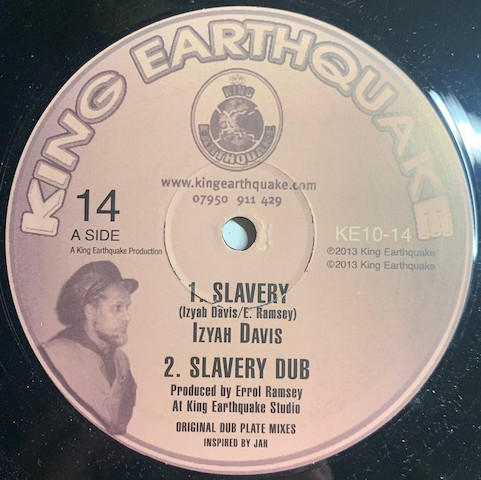 KING EARTHQUAKE!!!
KING
EARTHQUAKE
www.kingearthquake.com
07950 911 429
14
A SIDE
A King Earthquake Production
KE10-14
℗2013 King Earthquake
©2013 King Earthquake
1. SLAVERY
(Izyah Davis/E. Ramsey)
IZYAH DAVIS
2. SLAVERY DUB
Produced by Errol Ramsey
At King Earthquake Studio
ORIGINAL DUB PLATE MIXES
INSPIRED BY JAH